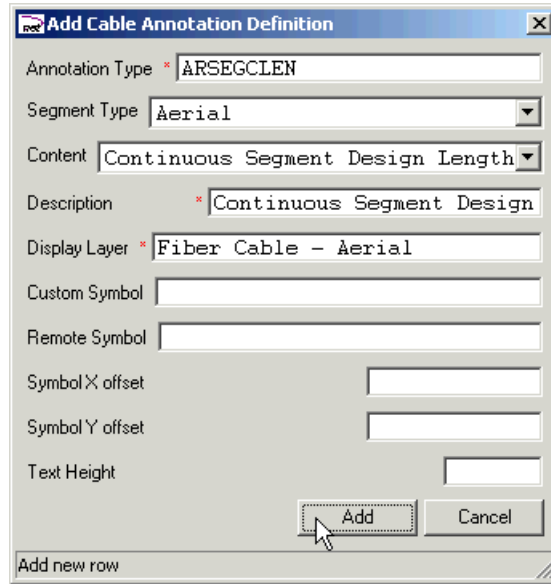 Add Cable Annotation Definition
Annotation Type * ARSEGCLEN
Segment Type Aerial
Content Continuous Segment Design Length
Description * Continuous Segment Design
Display Layer * Fiber Cable - Aerial
Custom Symbol
Remote Symbol
Symbol X offset
Symbol Y offset
Text Height
Add Cancel
Add new row